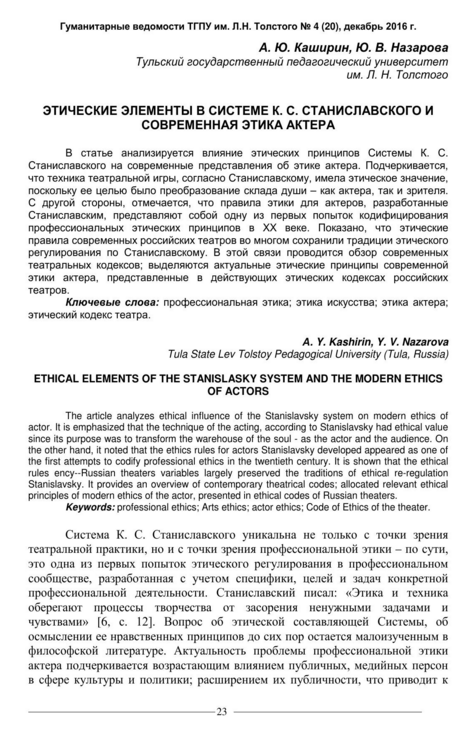 Гуманитарные ведомости ТГПУ им. Л.Н. Толстого № 4 (20), декабрь 2016 г.
А. Ю. Каширин, Ю. В. Назарова
Тульский государственный педагогический университет
им. Л. Н. Толстого
ЭТИЧЕСКИЕ ЭЛЕМЕНТЫ В СИСТЕМЕ К. С. СТАНИСЛАВСКОГО И
СОВРЕМЕННАЯ ЭТИКА АКТЕРА
В статье анализируется влияние этических принципов Системы К. С.
Станиславского на современные представления об этике актера. Подчеркивается,
что техника театральной игры, согласно Станиславскому, имела этическое значение,
поскольку ее целью было преобразование склада души – как актера, так и зрителя.
С другой стороны, отмечается, что правила этики для актеров, разработанные
Станиславским, представляют собой одну из первых попыток кодифицирования
профессиональных этических принципов в XX веке. Показано, что этические
правила современных российских театров во многом сохранили традиции этического
регулирования по Станиславскому. В этой связи проводится обзор современных
театральных кодексов; выделяются актуальные этические принципы современной
этики актера, представленные в действующих этических кодексах российских
театров.
Ключевые слова: профессиональная этика; этика искусства; этика актера;
этический кодекс театра.
A. Y. Kashirin, Y. V. Nazarova
Tula State Lev Tolstoy Pedagogical University (Tula, Russia)
ETHICAL ELEMENTS OF THE STANISLASKY SYSTEM AND THE MODERN ETHICS
OF ACTORS
The article analyzes ethical influence of the Stanislavsky system on modern ethics of
actor. It is emphasized that the technique of the acting, according to Stanislavsky had ethical value
since its purpose was to transform the warehouse of the soul - as the actor and the audience. On
the other hand, it noted that the ethics rules for actors Stanislavsky developed appeared as one of
the first attempts to codify professional ethics in the twentieth century. It is shown that the ethical
rules ency--Russian theaters variables largely preserved the traditions of ethical re-regulation
Stanislavsky. It provides an overview of contemporary theatrical codes; allocated relevant ethical
principles of modern ethics of the actor, presented in ethical codes of Russian theaters.
Keywords: professional ethics; Arts ethics; actor ethics; Code of Ethics of the theater.
Система К. С. Станиславского уникальна не только с точки зрения
театральной практики, но и с точки зрения профессиональной этики – по сути,
это одна из первых попыток этического регулирования в профессиональном
сообществе, разработанная с учетом специфики, целей и задач конкретной
профессиональной деятельности. Станиславский писал: «Этика и техника
оберегают процессы творчества от засорения ненужными задачами и
чувствами» [6, с. 12]. Вопрос об этической составляющей Системы, об
осмыслении ее нравственных принципов до сих пор остается малоизученным в
философской литературе. Актуальность проблемы профессиональной этики
актера подчеркивается возрастающим влиянием публичных, медийных персон
в сфере культуры и политики; расширением их публичности, что приводит к
23